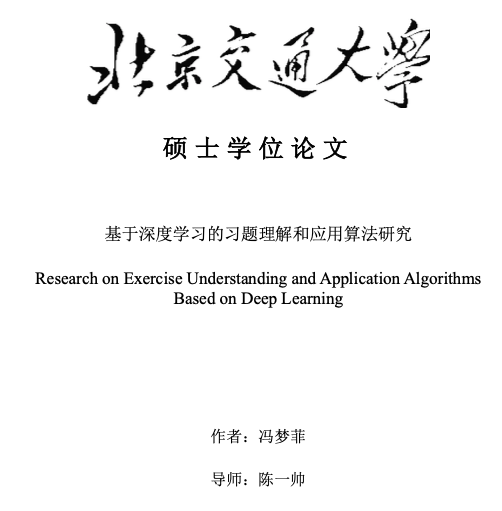 北京交通大學
硕士学位论文
基于深度学习的习题理解和应用算法研究
Research on Exercise Understanding and Application Algorithms
Based on Deep Learning
作者：冯梦菲
导师：陈一帅